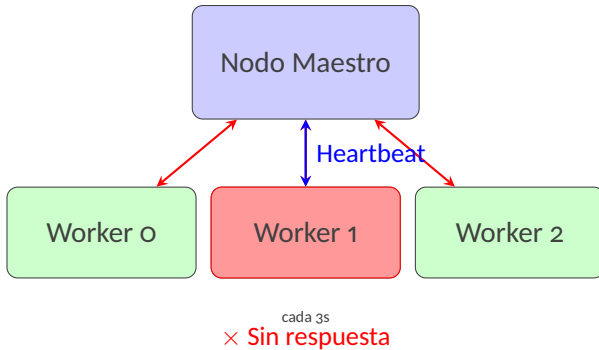 Nodo Maestro
Heartbeat
Worker 0
Worker 1
Worker 2
cada 3s
× Sin respuesta